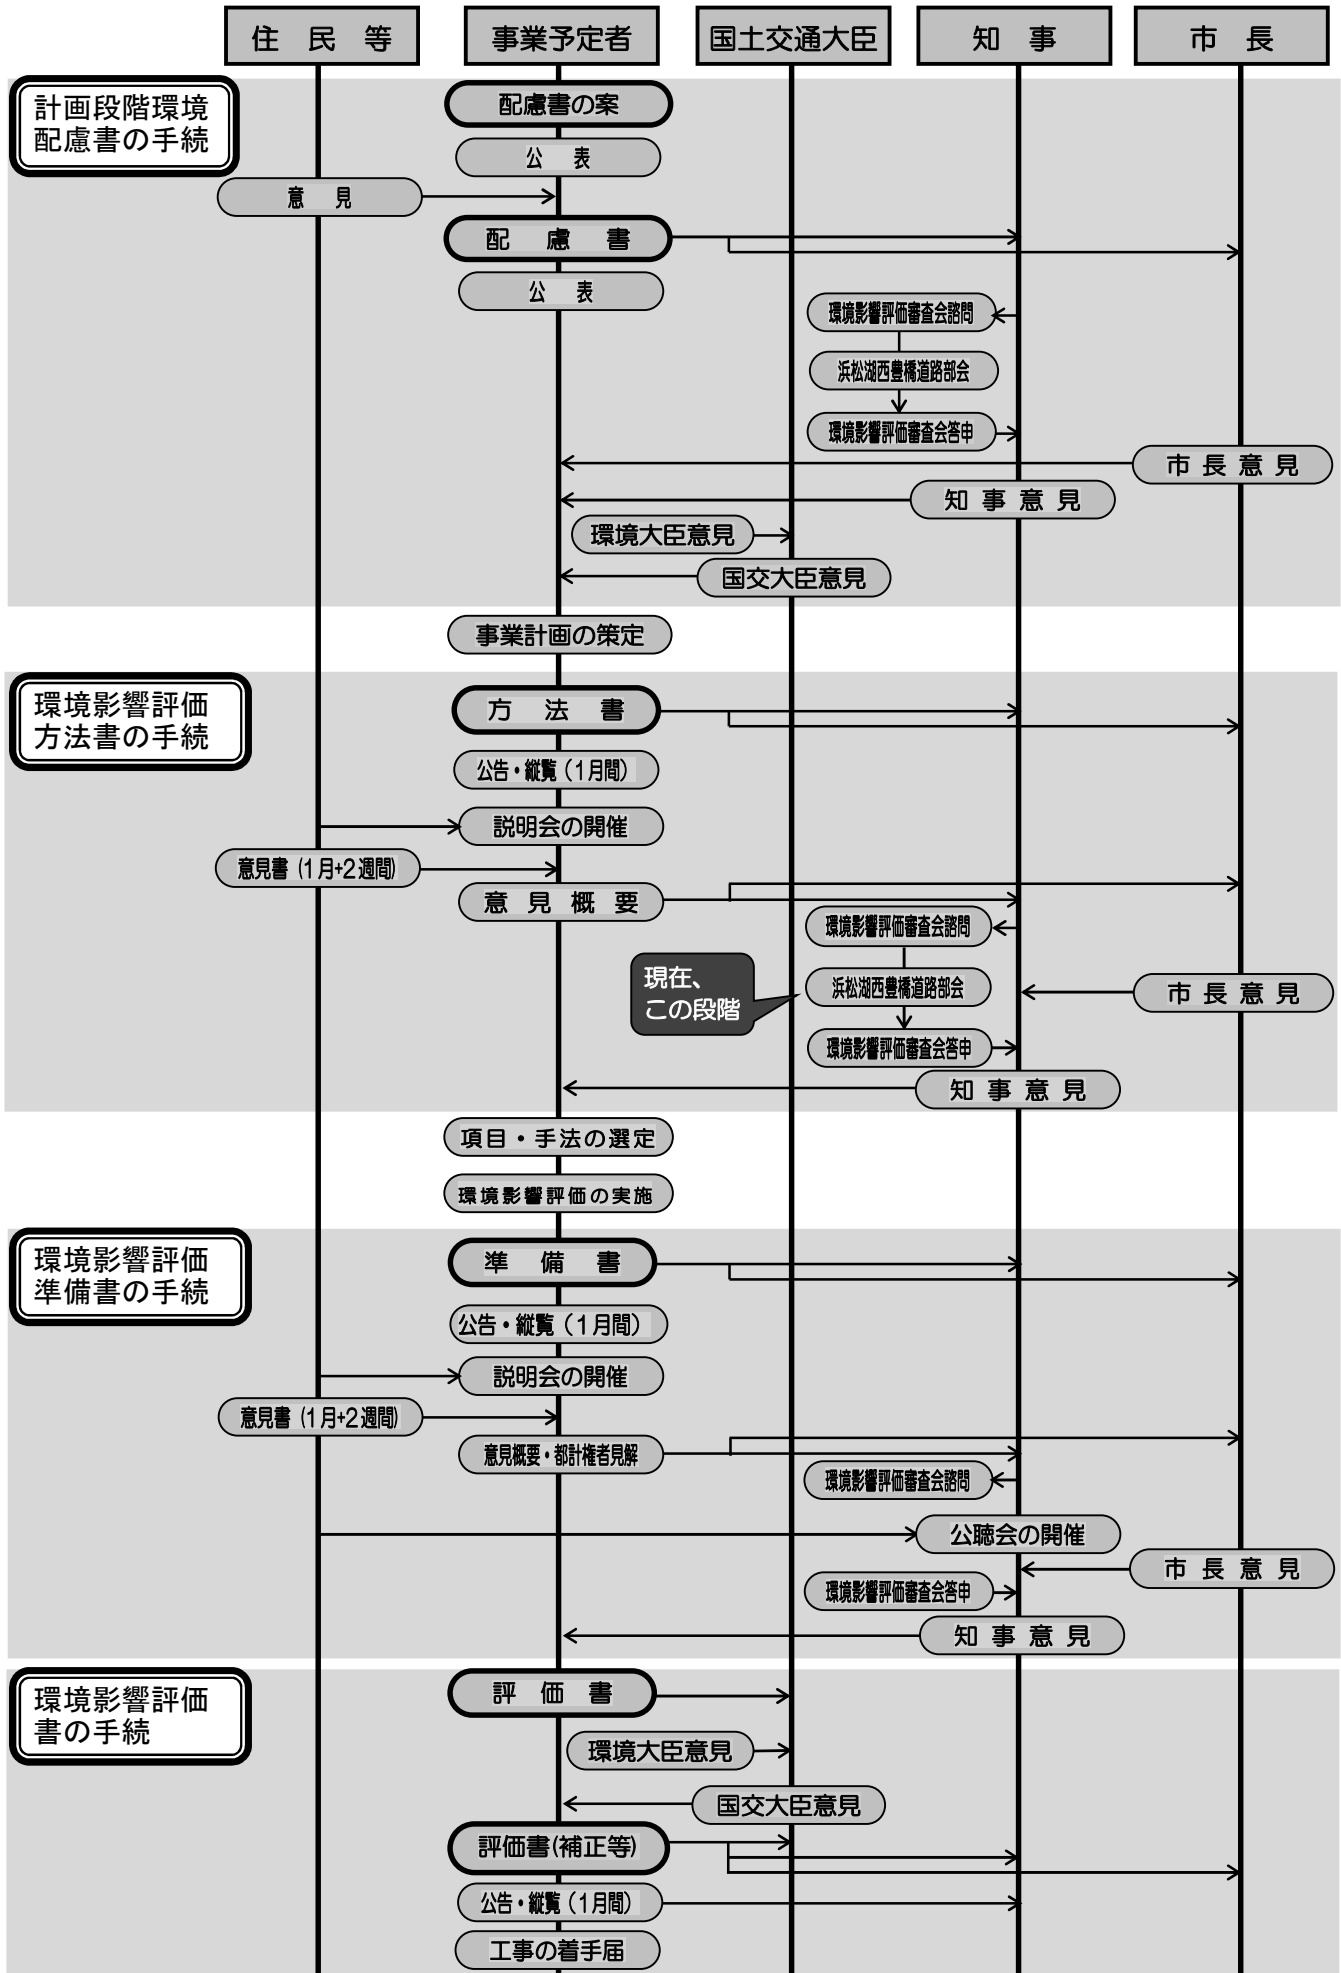 住　民　等
事業予定者
国土交通大臣
知　事
市　長
計画段階環境
配慮書の手続
配慮書の案
公　表
意　見
配　慮　書
公　表
環境影響評価審査会諮問
浜松湖西豊橋道路部会
環境影響評価審査会答申
市 長 意 見
知 事 意 見
環境大臣意見
国交大臣意見
事業計画の策定
環境影響評価
方法書の手続
方　法　書
公告・縦覧（1月間）
説明会の開催
意見書（1月+2週間）
意 見 概 要
環境影響評価審査会諮問
現在、
この段階
浜松湖西豊橋道路部会
市 長 意 見
環境影響評価審査会答申
知 事 意 見
項目・手法の選定
環境影響評価の実施
環境影響評価
準備書の手続
準　備　書
公告・縦覧（1月間）
説明会の開催
意見書（1月+2週間）
意見概要・都計権者見解
環境影響評価審査会諮問
公聴会の開催
市 長 意 見
環境影響評価審査会答申
知 事 意 見
環境影響評価
書の手続
評　価　書
環境大臣意見
国交大臣意見
評価書(補正等)
公告・縦覧（1月間）
工事の着手届